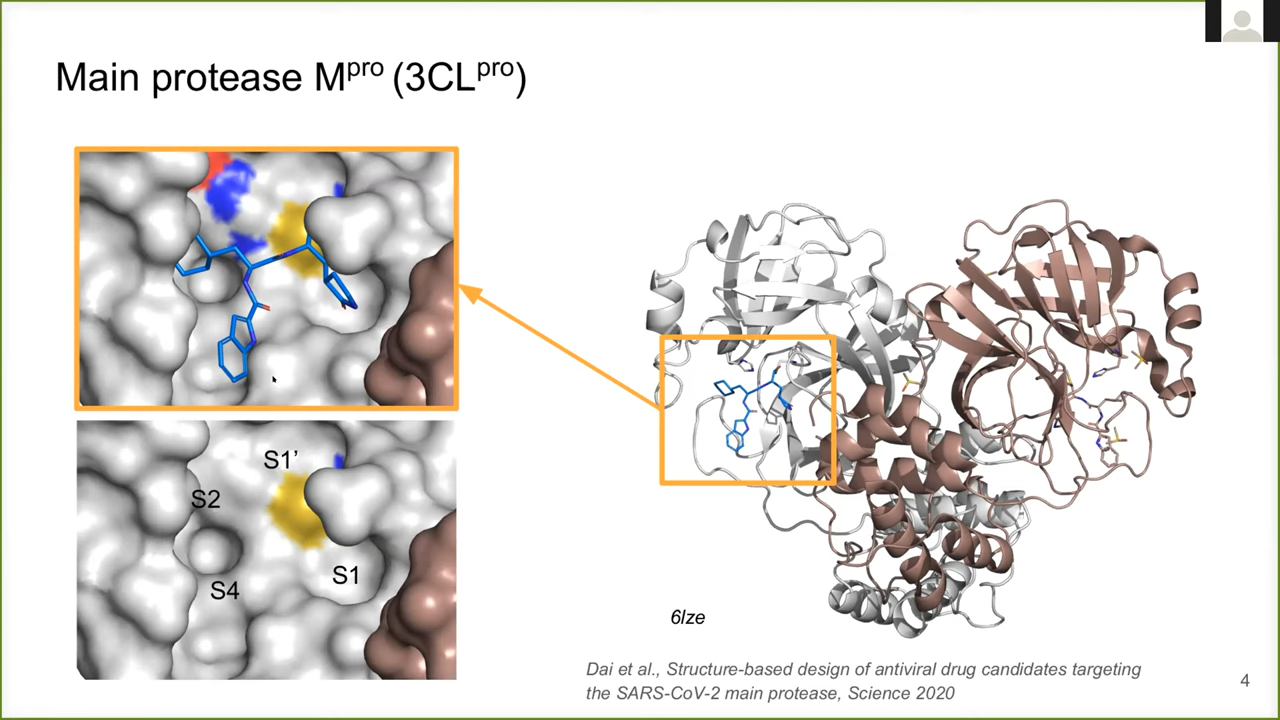 Main protease Mpro (3CLpro)
S1’
S2
S4
S1
6lze
Dai et al., Structure-based design of antiviral drug candidates targeting
the SARS-CoV-2 main protease, Science 2020
4